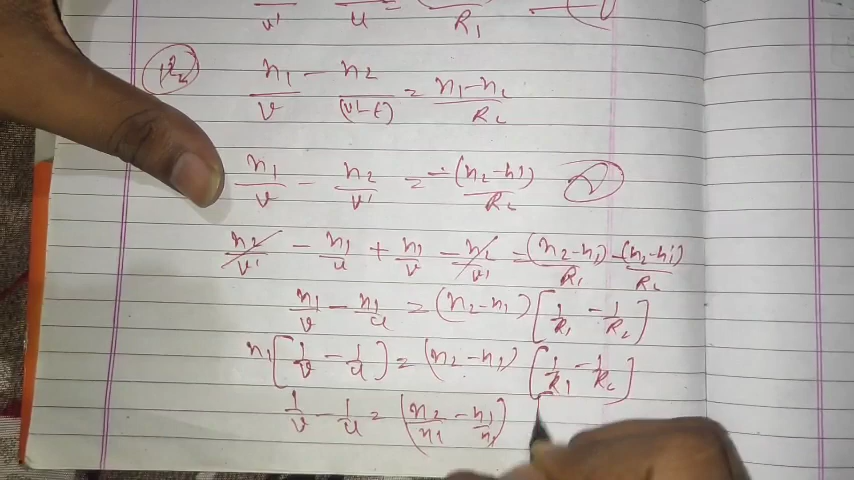 n₁/v - n₂/(v'-t) = n₁-n₂/R₂
n₁/v - n₂/v' = -(n₂-n₁)/R₂ ②
n₂/v' - n₁/u + n₁/v - n₂/v' = (n₂-n₁)/R₁ - (n₂-n₁)/R₂
n₁/v - n₁/u = (n₂-n₁) [1/R₁ - 1/R₂]
n₁ [1/v - 1/u] = (n₂-n₁) [1/R₁ - 1/R₂]
1/v - 1/u = (n₂/n₁ - n₁/n₁) [